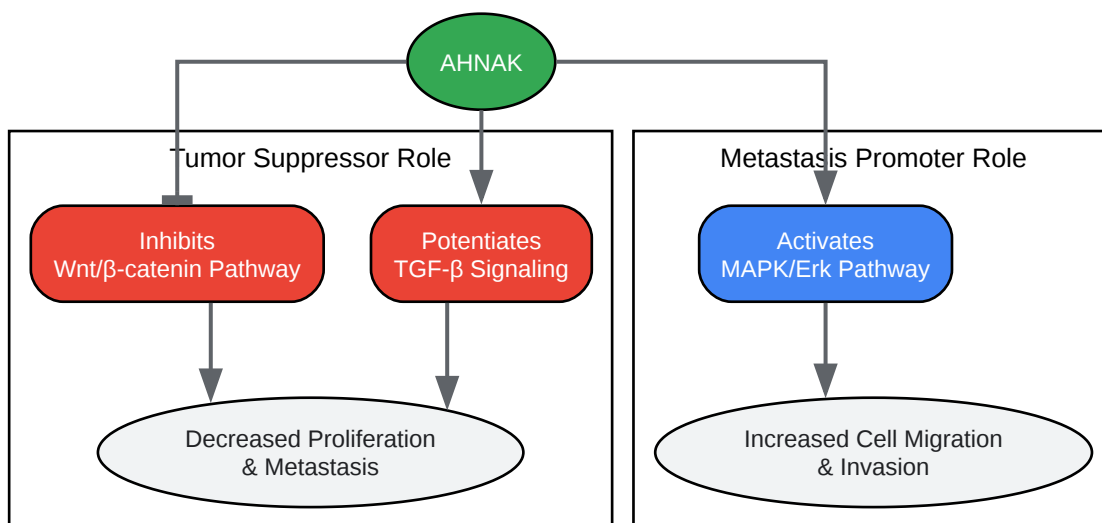 AHNAK
Tumor Suppressor Role
Metastasis Promoter Role
Inhibits
Wnt/β-catenin Pathway
Potentiates
TGF-β Signaling
Activates
MAPK/Erk Pathway
Decreased Proliferation
& Metastasis
Increased Cell Migration
& Invasion